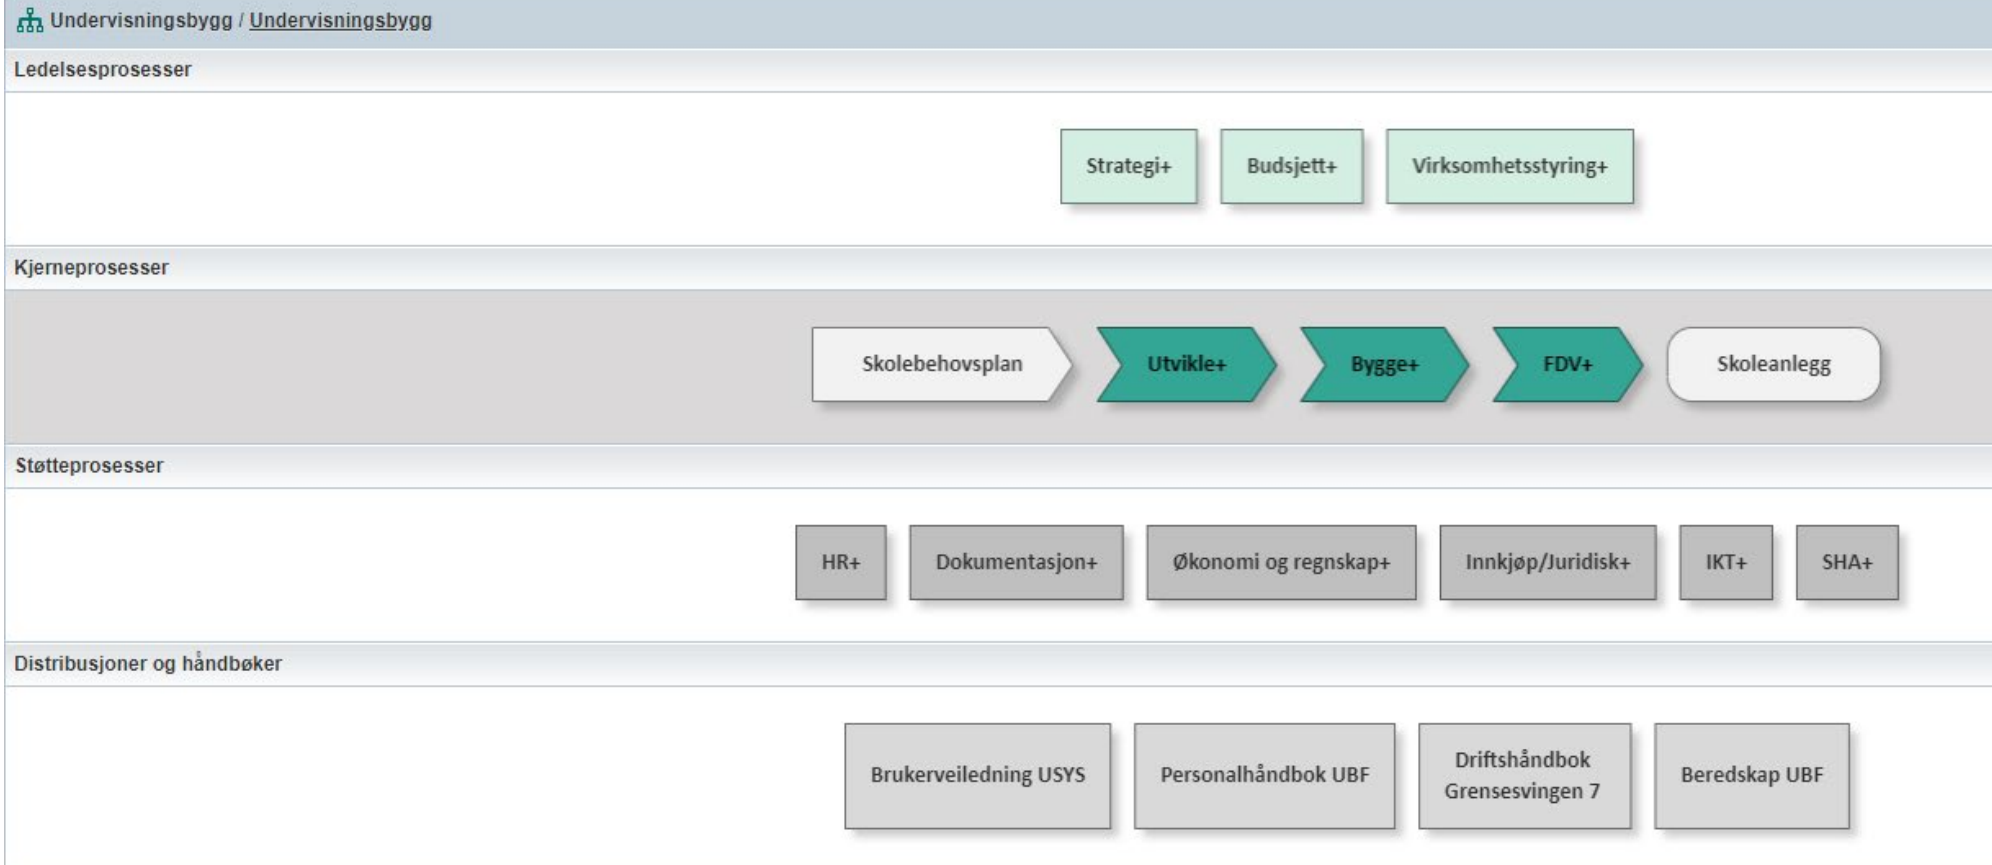 Undervisningsbygg / Undervisningsbygg
Ledelsesprosesser
Strategi+ Budsjett+ Virksomhetsstyring+
Kjerneprosesser
Skolebehovsplan Utvikle+ Bygge+ FDV+ Skoleanlegg
Støtteprosesser
HR+ Dokumentasjon+ Økonomi og regnskap+ Innkjøp/Juridisk+ IKT+ SHA+
Distribusjoner og håndbøker
Brukerveiledning USYS
Personalhåndbok UBF
Driftshåndbok
Grensesvingen 7
Beredskap UBF